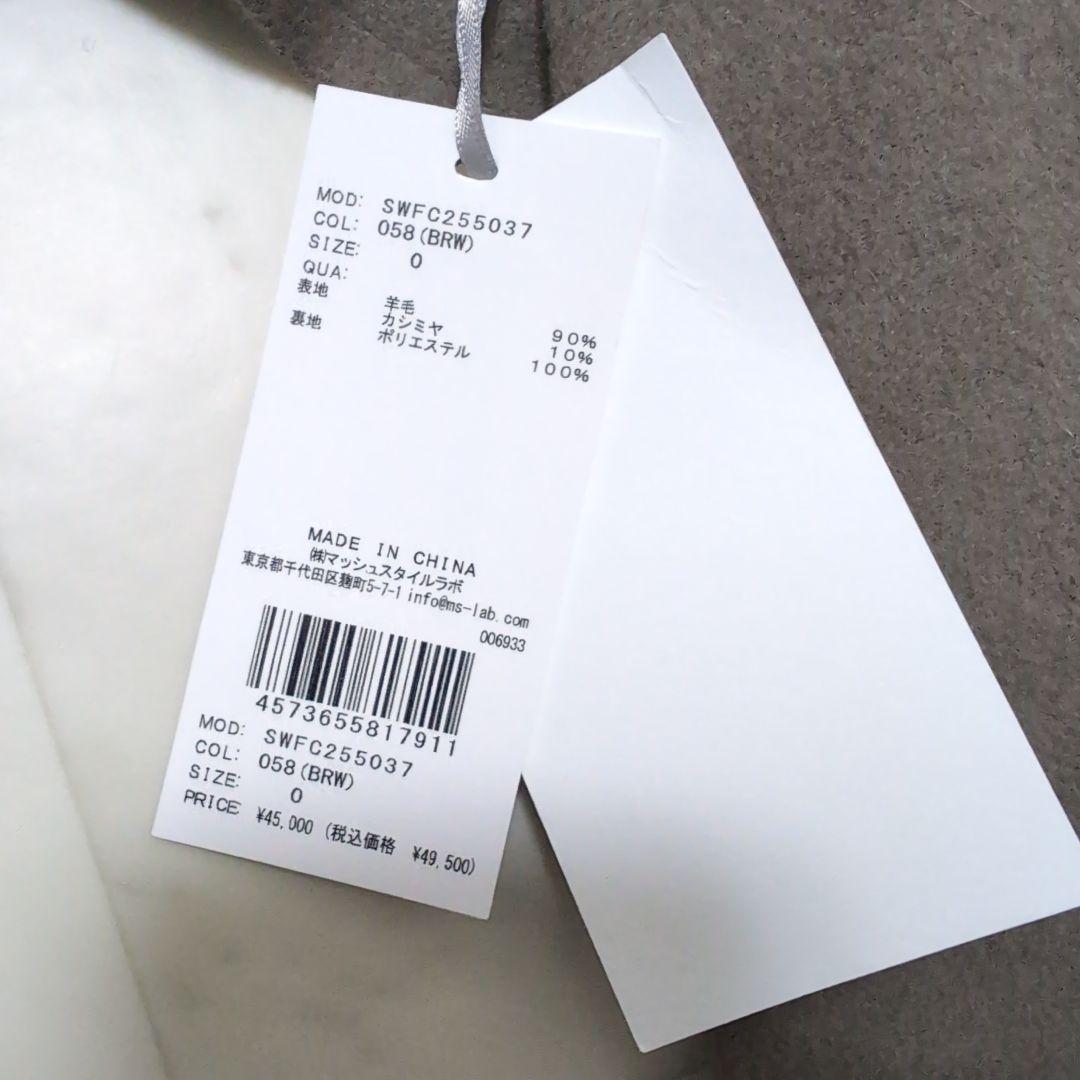 MOD: SWFC255037
COL: 058(BRW)
SIZE: 0
QUA:
表地 羊毛 90%
カシミヤ 10%
裏地 ポリエステル 100%
MADE IN CHINA
㈱マッシュスタイルラボ
東京都千代田区麹町5-7-1 info@ms-lab.com
006933
4573655817911
MOD: SWFC255037
COL: 058(BRW)
SIZE: 0
PRICE: ¥45,000 (税込価格 ¥49,500)